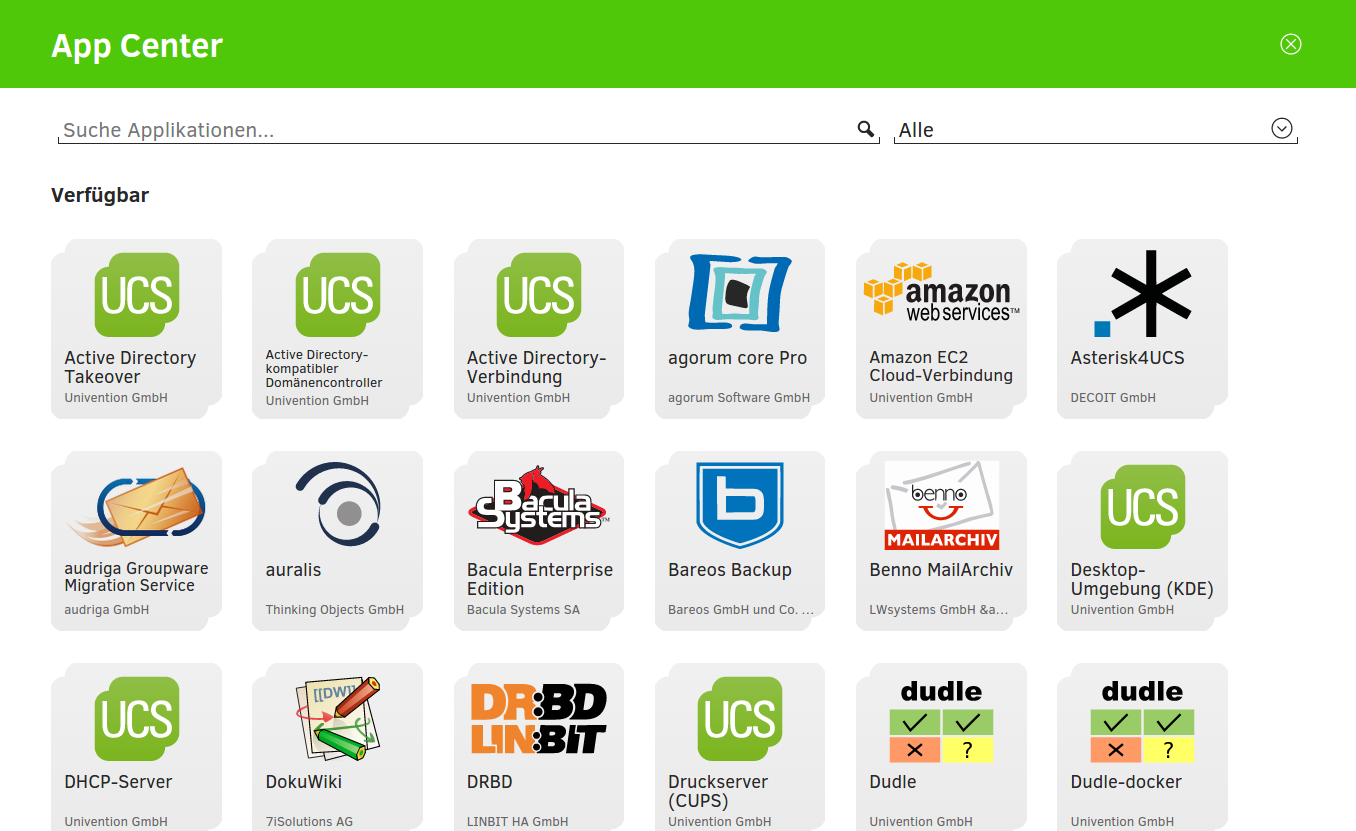 App Center
Suche Applikationen...
Alle
Verfügbar
UCS
Active Directory
Takeover
Univention GmbH
UCS
Active Directory-
kompatibler
Domänencontroller
Univention GmbH
UCS
Active Directory-
Verbindung
Univention GmbH
agorum core Pro
agorum Software GmbH
amazon
web services™
Amazon EC2
Cloud-Verbindung
Univention GmbH
Asterisk4UCS
DECOIT GmbH
audriga Groupware
Migration Service
audriga GmbH
auralis
Thinking Objects GmbH
Bacula
Systems™
Bacula Enterprise
Edition
Bacula Systems SA
b
Bareos Backup
Bareos GmbH und Co. ...
benno
MAILARCHIV
Benno MailArchiv
LWsystems GmbH &a...
UCS
Desktop-
Umgebung (KDE)
Univention GmbH
UCS
DHCP-Server
Univention GmbH
[[DW]]
DokuWiki
7iSolutions AG
DR:BD
LIN:BIT
DRBD
LINBIT HA GmbH
UCS
Druckserver
(CUPS)
Univention GmbH
dudle
?
Dudle
Univention GmbH
dudle
?
Dudle-docker
Univention GmbH